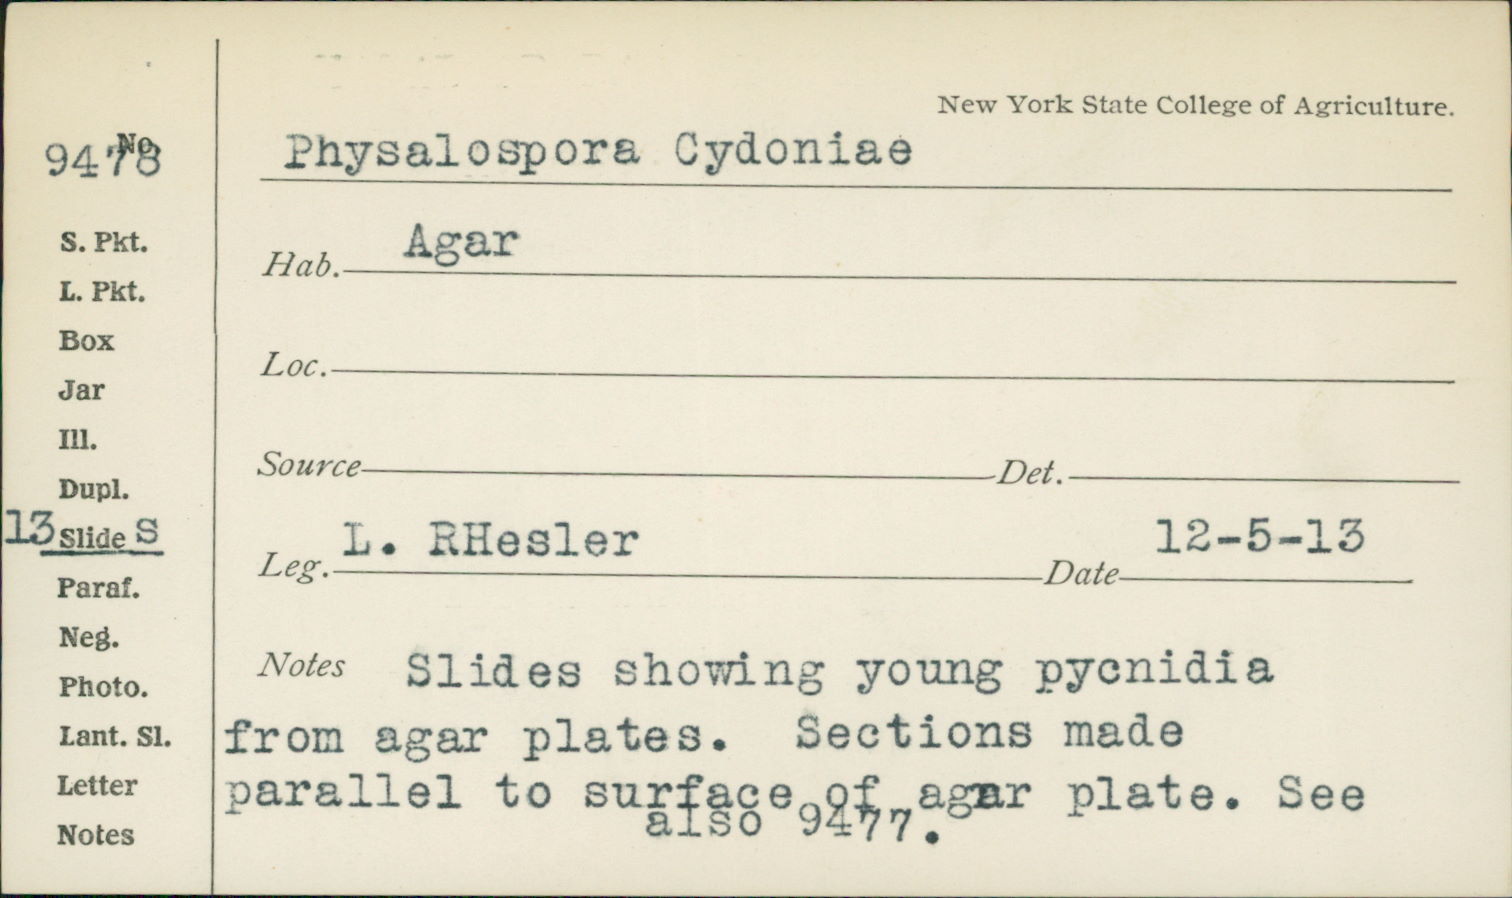 New York State College of Agriculture.
No.
9478
Physalospora Cydoniae
S. Pkt.
L. Pkt.
Box
Jar
Ill.
Dupl.
13 Slide s
Paraf.
Neg.
Photo.
Lant. Sl.
Letter
Notes
Hab. Agar
Loc.
Source Det.
Leg. L. RHesler Date 12-5-13
Notes Slides showing young pycnidia
from agar plates. Sections made
parallel to surface of agar plate. See
also 9477.